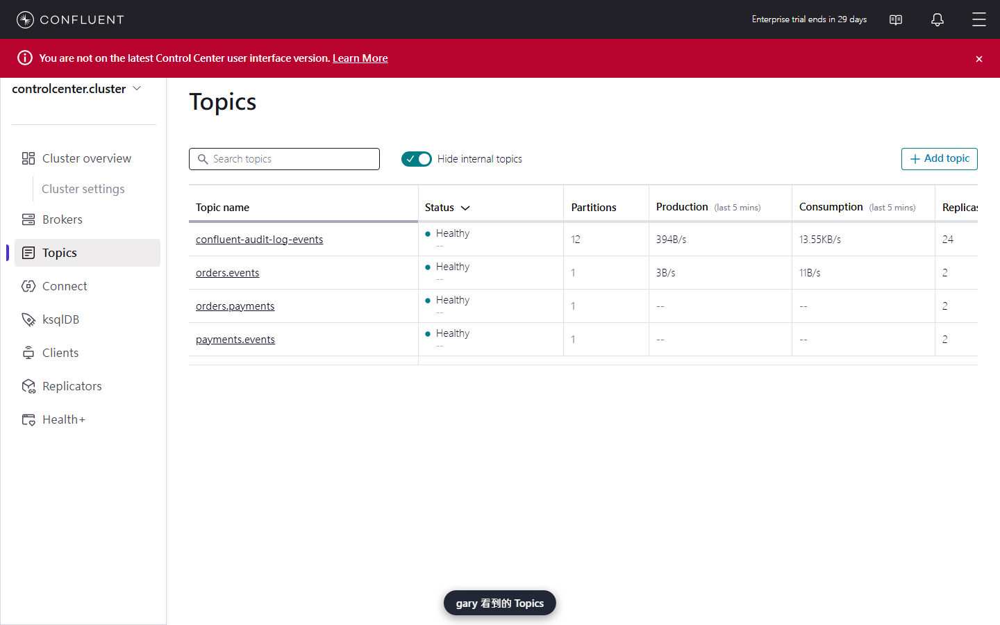 CONFLUENT
Enterprise trial ends in 29 days
You are not on the latest Control Center user interface version. Learn More
controlcenter.cluster
Cluster overview
Cluster settings
Brokers
Topics
Connect
ksqlDB
Clients
Replicators
Health+
Topics
Search topics
Hide internal topics
Add topic
Topic name Status Partitions Production (last 5 mins) Consumption (last 5 mins) Replicas
confluent-audit-log-events Healthy -- 12 394B/s 13.55KB/s 24
orders.events Healthy -- 1 3B/s 11B/s 2
orders.payments Healthy -- 1 -- -- 2
payments.events Healthy -- 1 -- -- 2
gary 看到的 Topics